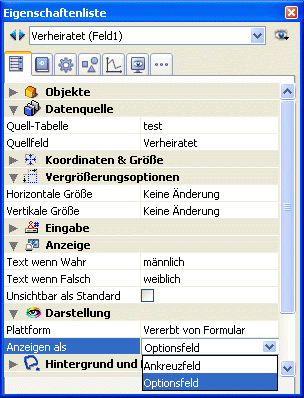 Eigenschaftenliste
Verheiratet (Feld1)
Objekte
Datenquelle
Quell-Tabelle test
Quellfeld Verheiratet
Koordinaten & Größe
Vergrößerungsoptionen
Horizontale Größe Keine Änderung
Vertikale Größe Keine Änderung
Eingabe
Anzeige
Text wenn Wahr männlich
Text wenn Falsch weiblich
Unsichtbar als Standard
Darstellung
Plattform Vererbt von Formular
Anzeigen als Optionsfeld
Ankreuzfeld
Hintergrund und
Optionsfeld